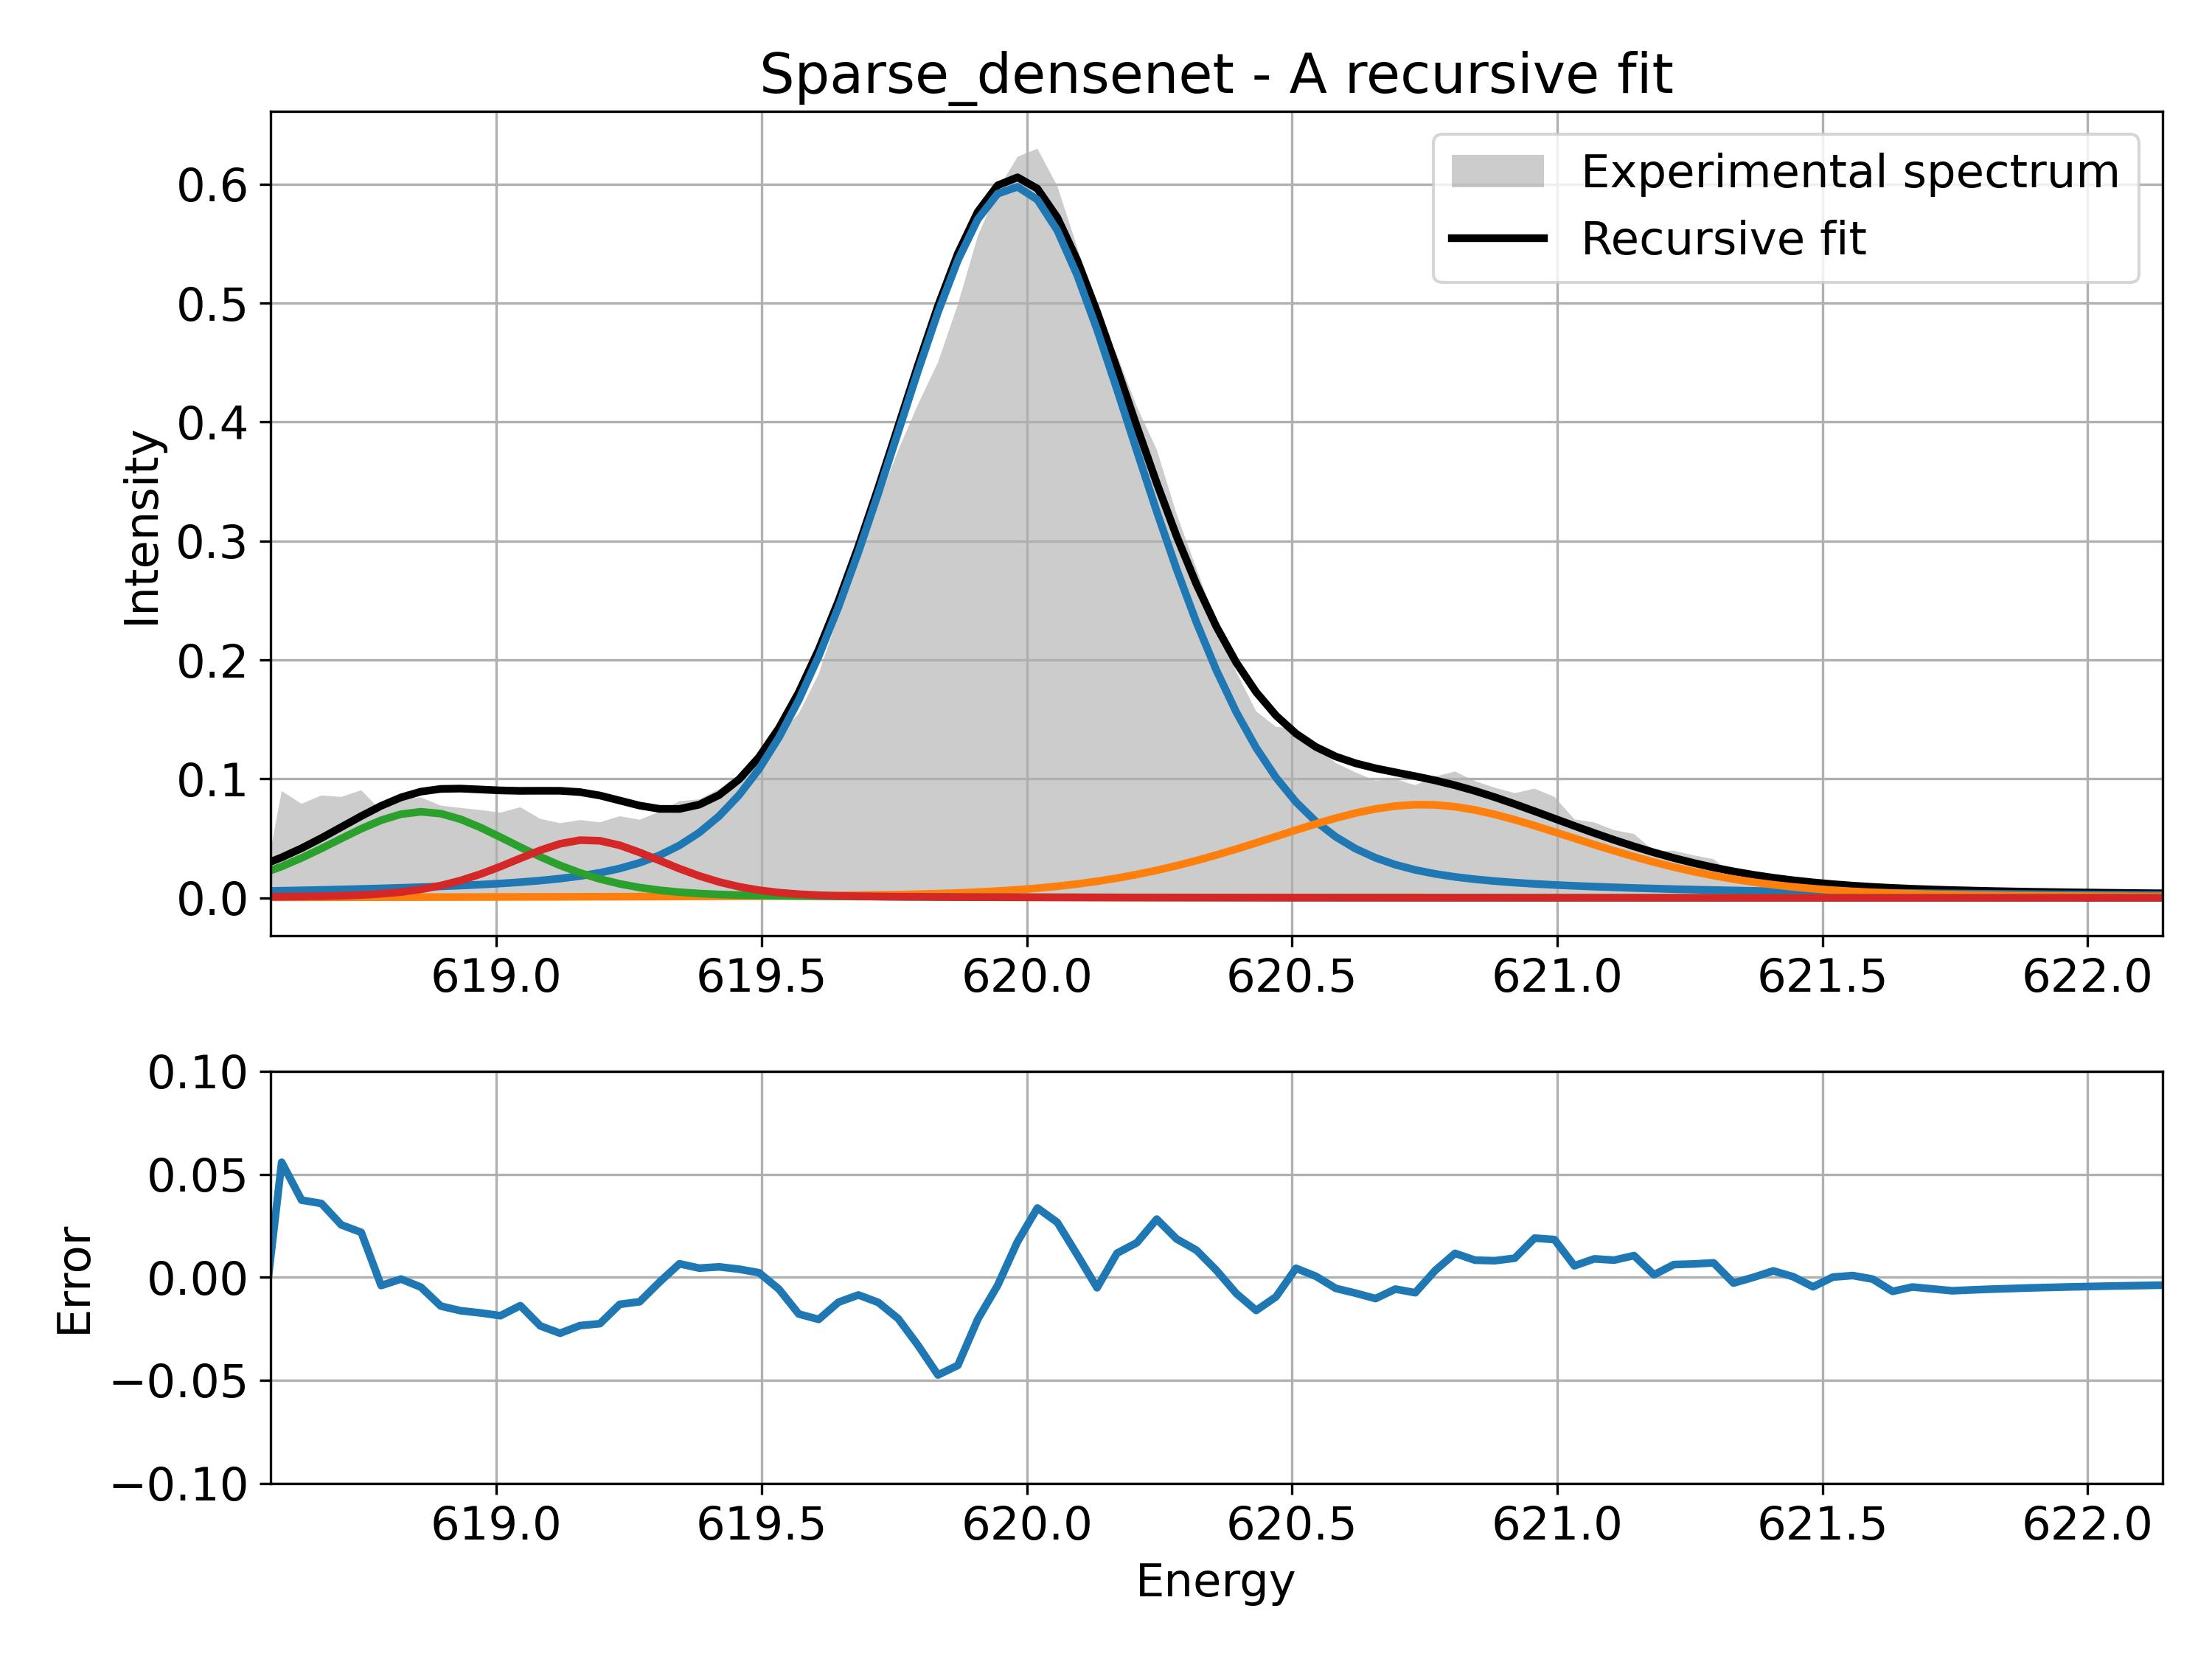 Sparse_densenet - A recursive fit
Experimental spectrum
Recursive fit
Intensity
0.6
0.5
0.4
0.3
0.2
0.1
0.0
619.0 619.5 620.0 620.5 621.0 621.5 622.0
Error
0.10
0.05
0.00
−0.05
−0.10
619.0 619.5 620.0 620.5 621.0 621.5 622.0
Energy